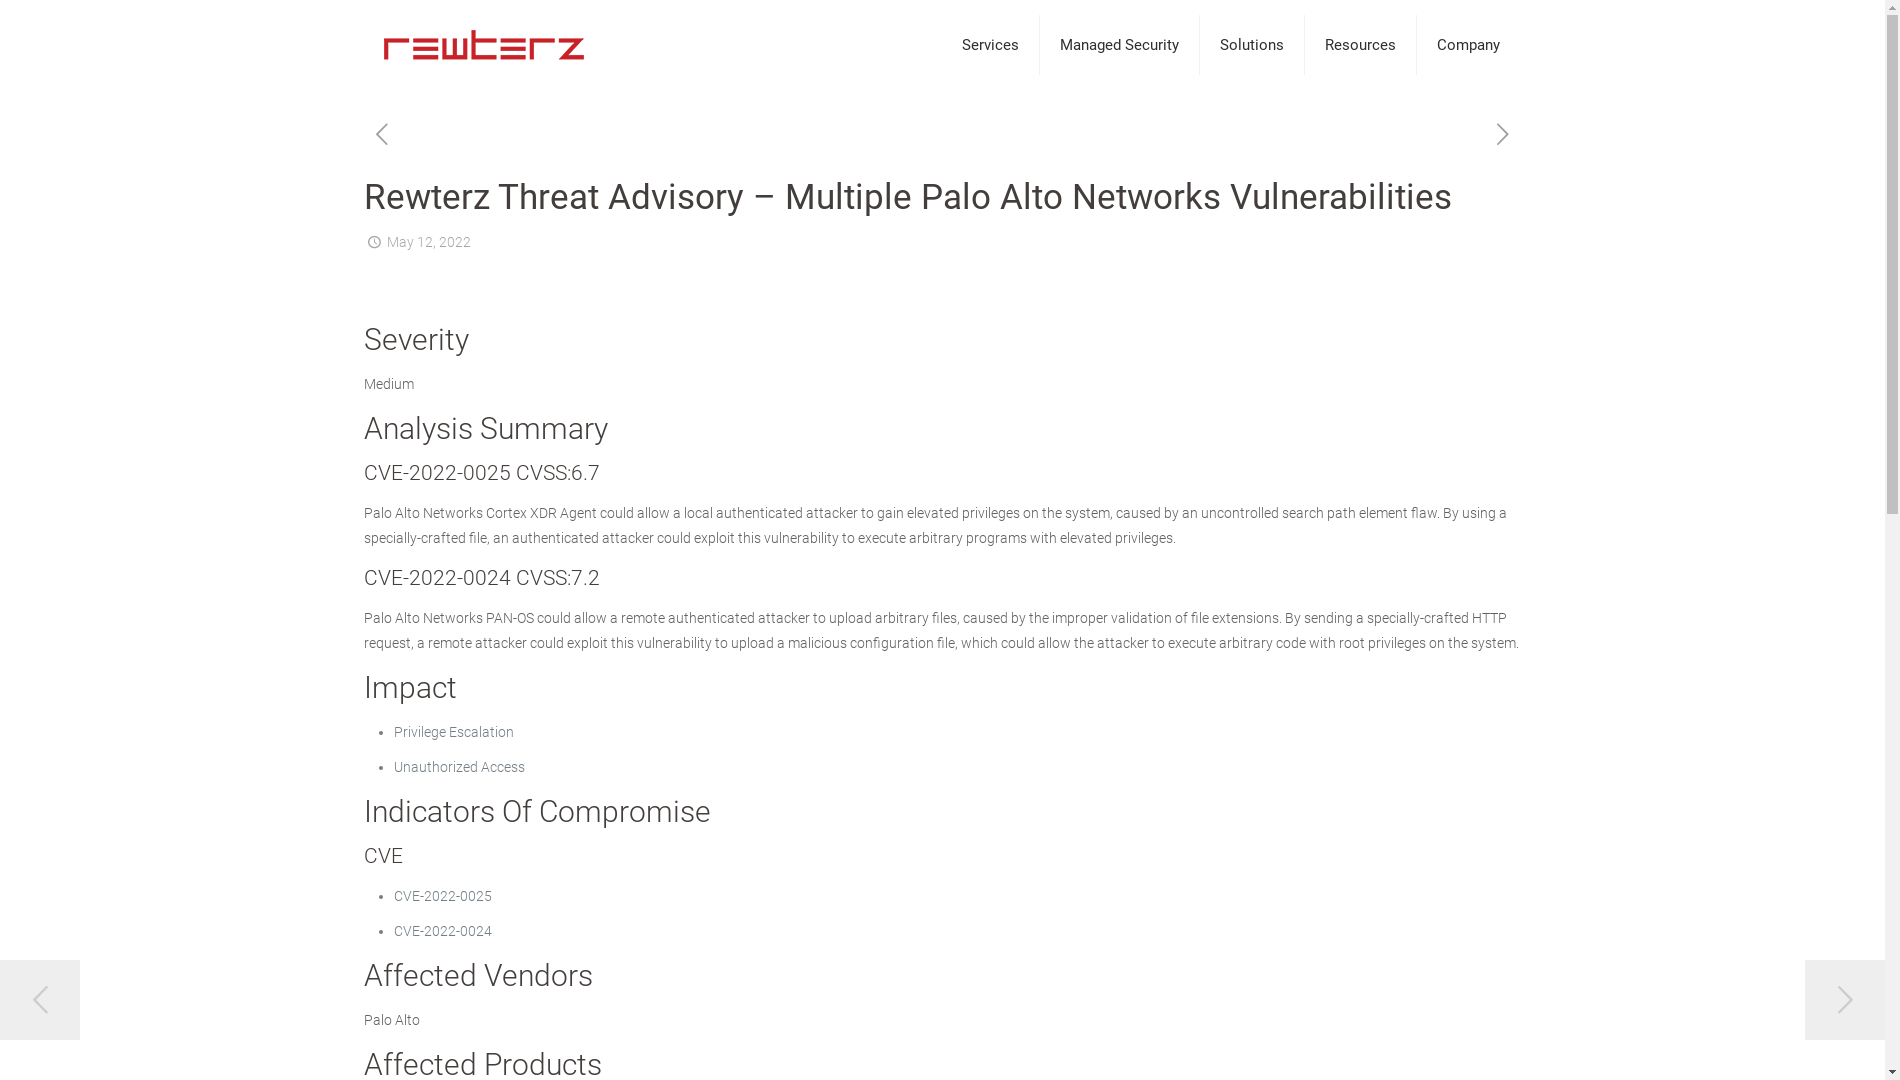 rewterz
Services
Managed Security
Solutions
Resources
Company
Rewterz Threat Advisory – Multiple Palo Alto Networks Vulnerabilities
May 12, 2022
Severity
Medium
Analysis Summary
CVE-2022-0025 CVSS:6.7
Palo Alto Networks Cortex XDR Agent could allow a local authenticated attacker to gain elevated privileges on the system, caused by an uncontrolled search path element flaw. By using a
specially-crafted file, an authenticated attacker could exploit this vulnerability to execute arbitrary programs with elevated privileges.
CVE-2022-0024 CVSS:7.2
Palo Alto Networks PAN-OS could allow a remote authenticated attacker to upload arbitrary files, caused by the improper validation of file extensions. By sending a specially-crafted HTTP
request, a remote attacker could exploit this vulnerability to upload a malicious configuration file, which could allow the attacker to execute arbitrary code with root privileges on the system.
Impact
Privilege Escalation
Unauthorized Access
Indicators Of Compromise
CVE
CVE-2022-0025
CVE-2022-0024
Affected Vendors
Palo Alto
Affected Products